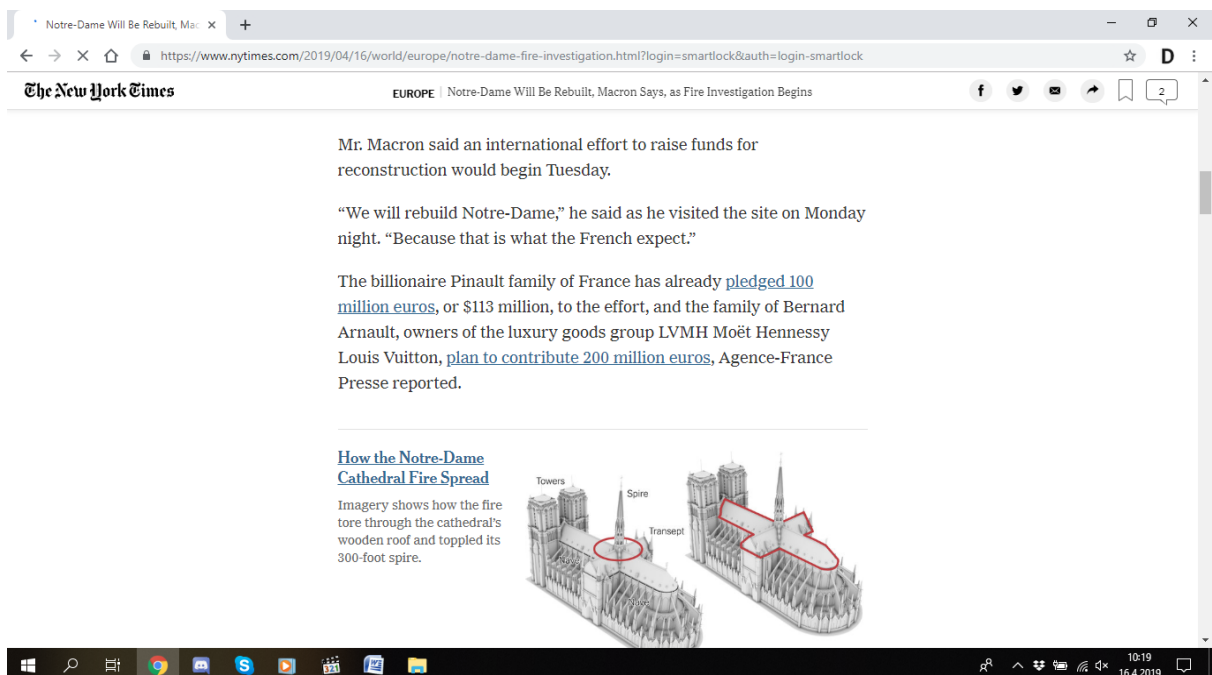 Notre-Dame Will Be Rebuilt, Mac
https://www.nytimes.com/2019/04/16/world/europe/notre-dame-fire-investigation.html?login=smartlock&auth=login-smartlock
D
The New York Times
EUROPE | Notre-Dame Will Be Rebuilt, Macron Says, as Fire Investigation Begins
2
Mr. Macron said an international effort to raise funds for
reconstruction would begin Tuesday.
“We will rebuild Notre-Dame,” he said as he visited the site on Monday
night. “Because that is what the French expect.”
The billionaire Pinault family of France has already pledged 100
million euros, or $113 million, to the effort, and the family of Bernard
Arnault, owners of the luxury goods group LVMH Moët Hennessy
Louis Vuitton, plan to contribute 200 million euros, Agence-France
Presse reported.
How the Notre-Dame
Cathedral Fire Spread
Imagery shows how the fire
tore through the cathedral’s
wooden roof and toppled its
300-foot spire.
Towers
Spire
Transept
Nave
10:19
16.4.2019